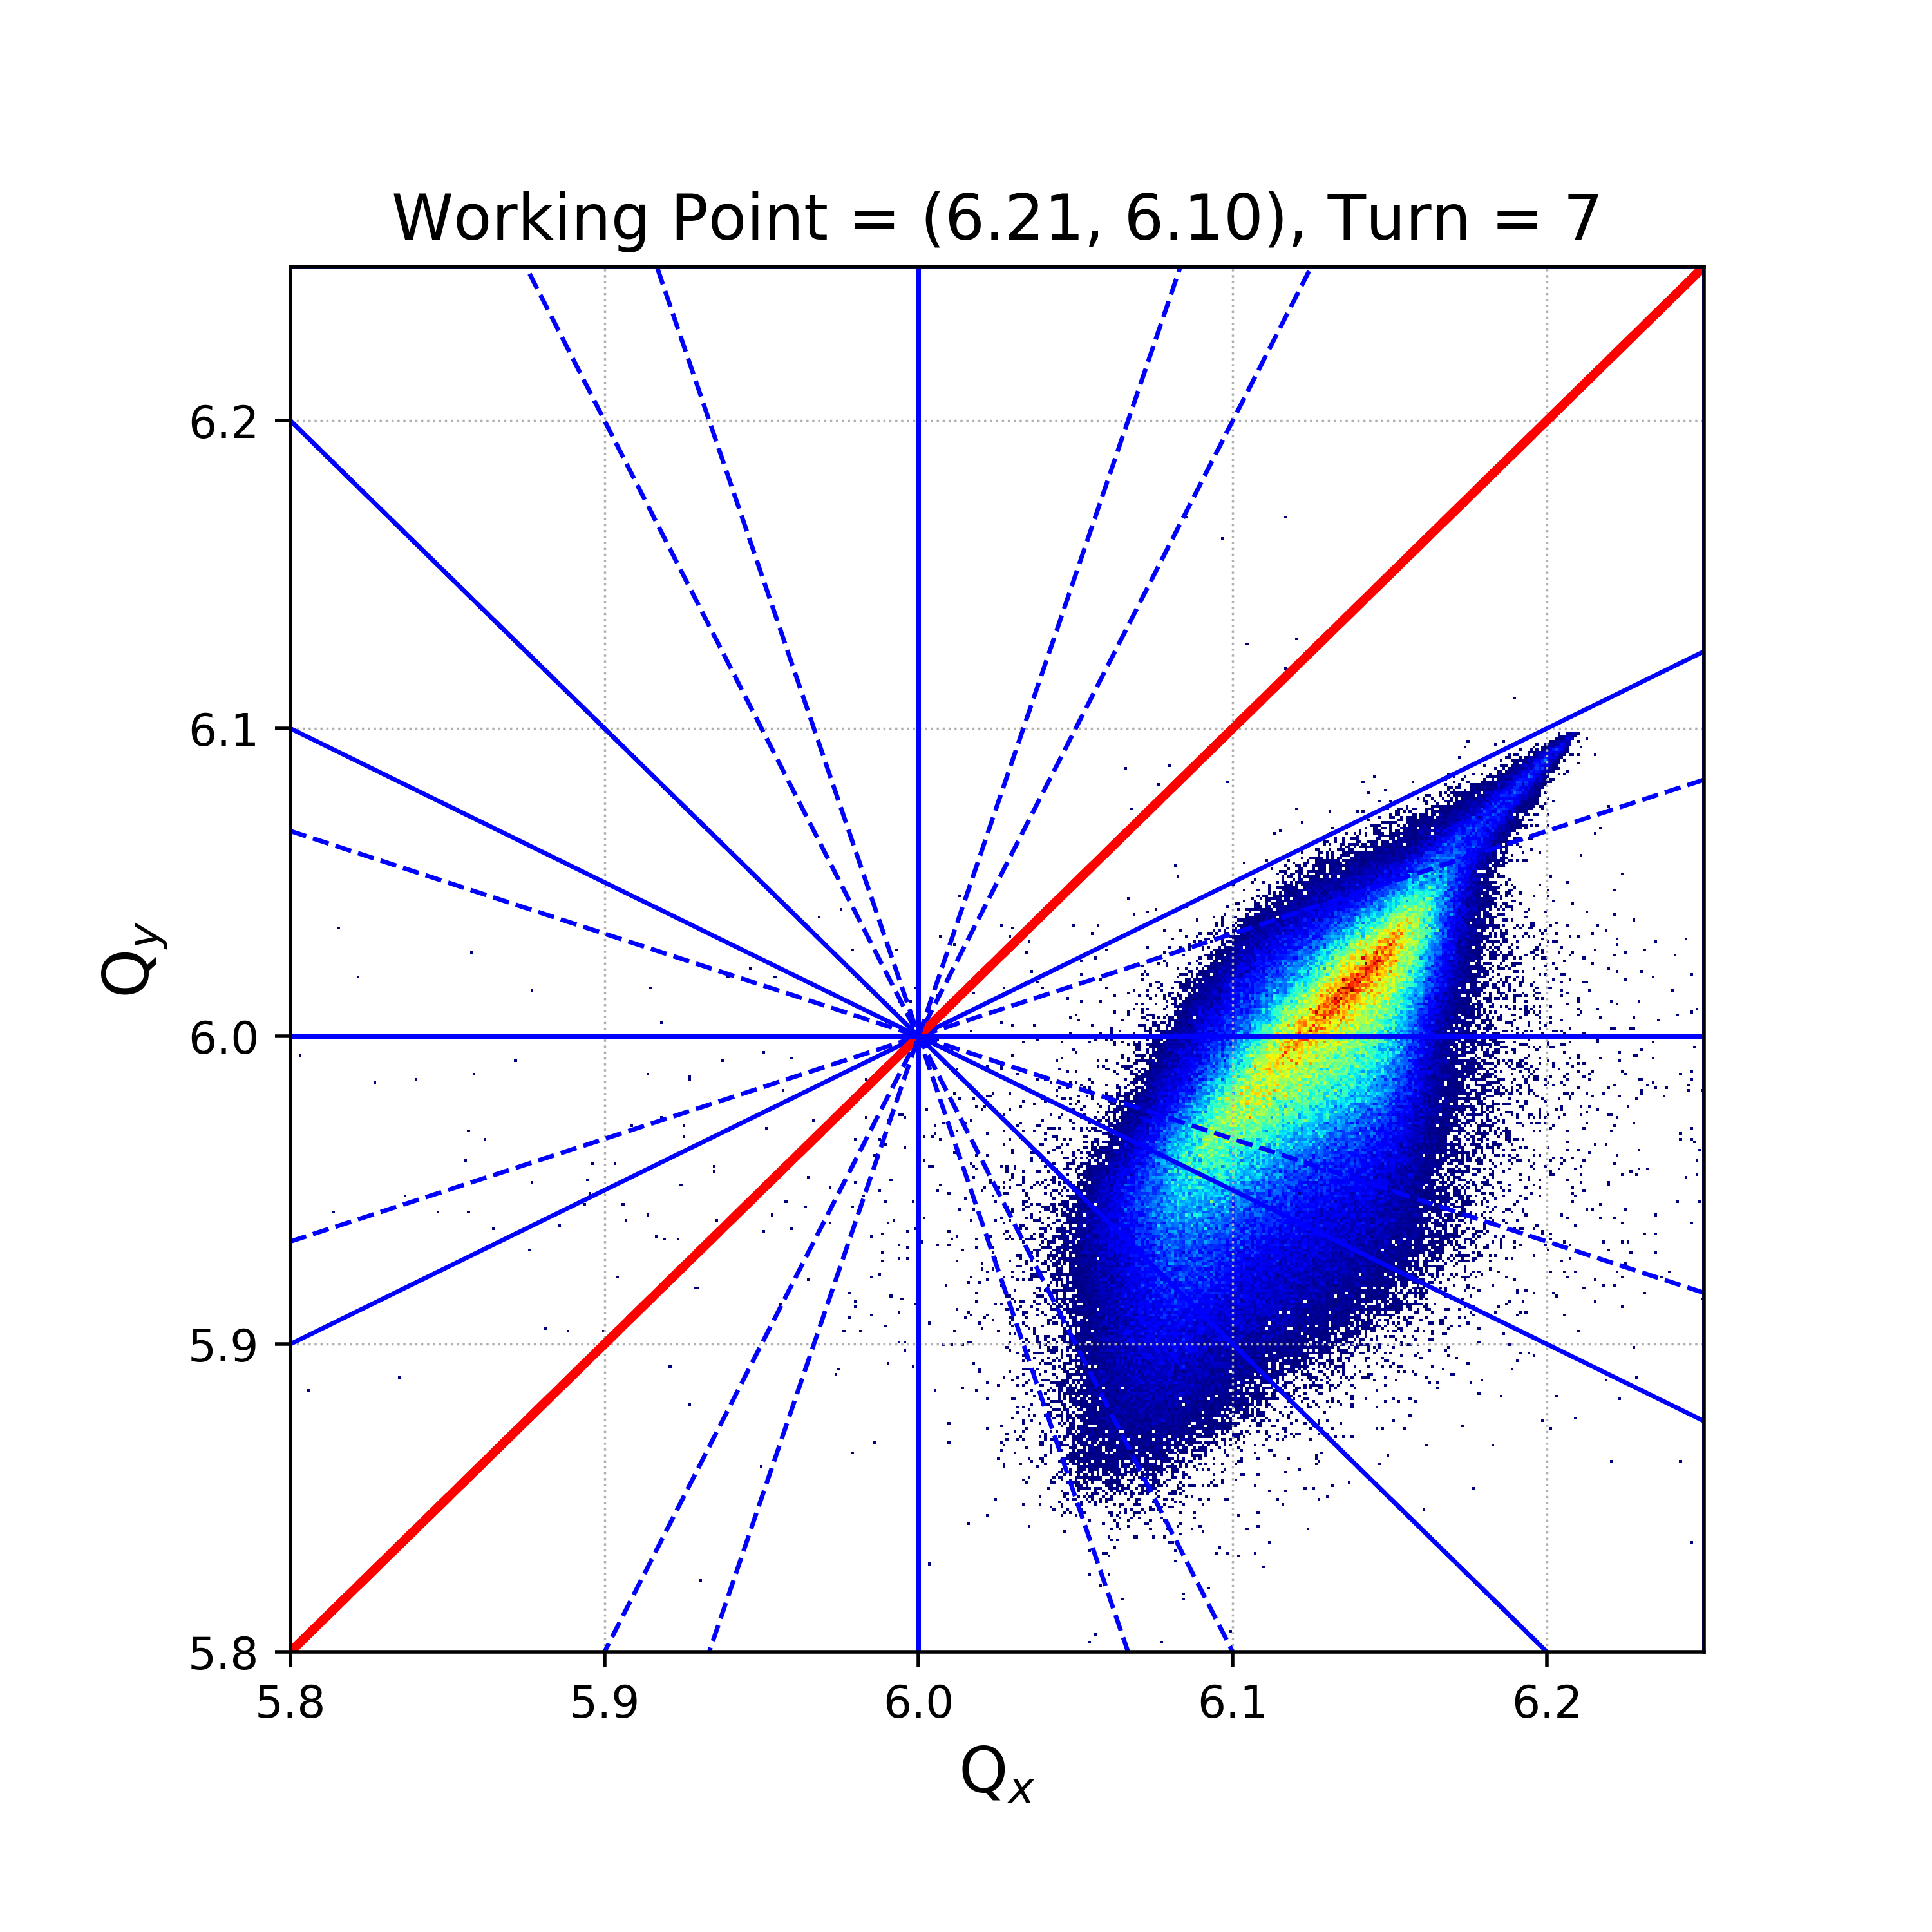 Working Point = (6.21, 6.10), Turn = 7
6.2
6.1
6.0
5.9
5.8
Qy
5.8 5.9 6.0 6.1 6.2
Qx